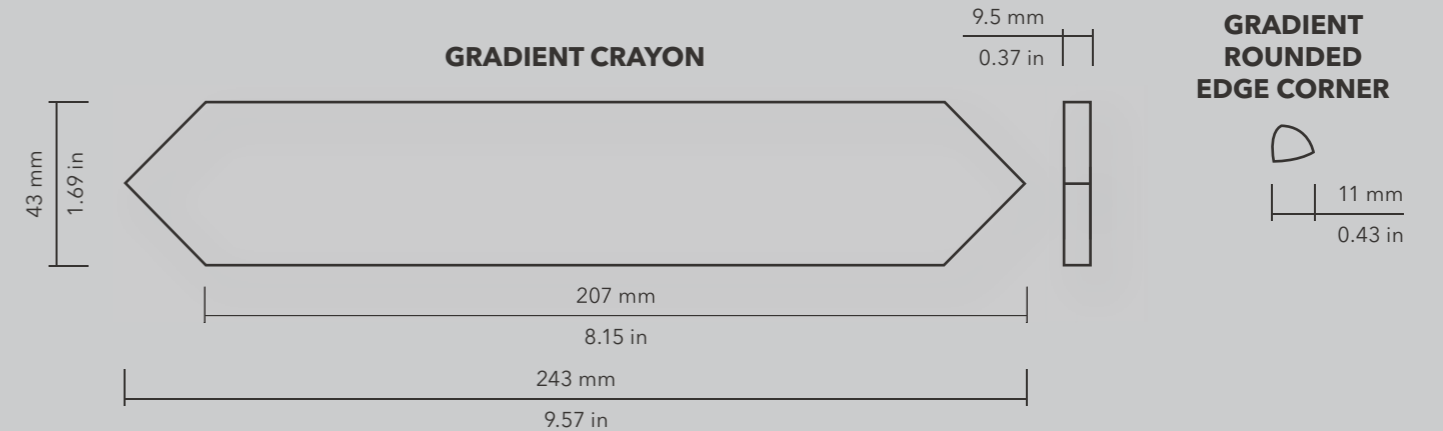 GRADIENT CRAYON
9.5 mm
0.37 in
GRADIENT
ROUNDED
EDGE CORNER
43 mm
1.69 in
11 mm
0.43 in
207 mm
8.15 in
243 mm
9.57 in